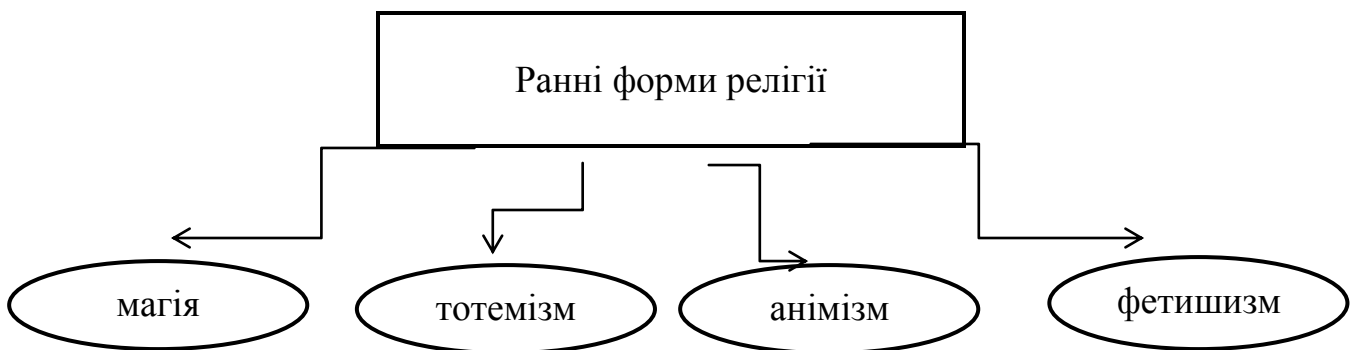 Ранні форми релігії
магія
тотемізм
анімізм
фетишизм